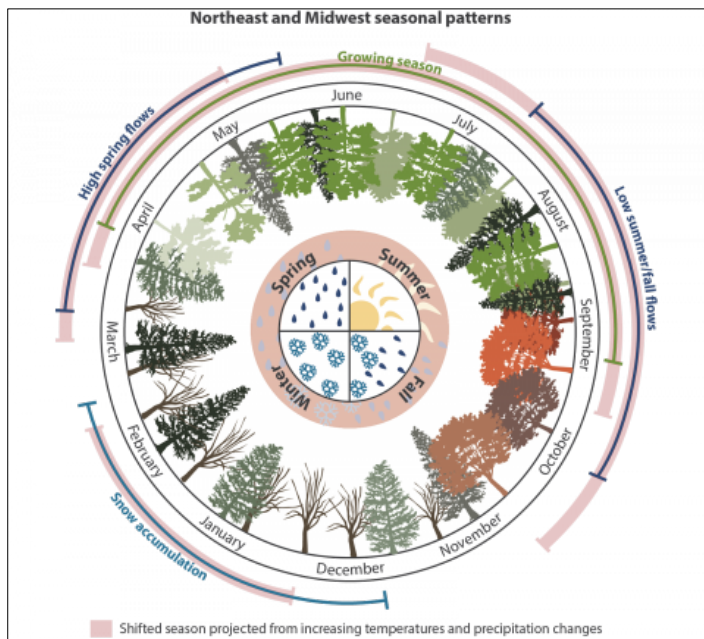 Northeast and Midwest seasonal patterns
Growing season
High spring flows
Low summer/fall flows
Snow accumulation
June
July
August
September
October
November
December
January
February
March
April
May
Spring
Summer
Fall
Winter
Shifted season projected from increasing temperatures and precipitation changes